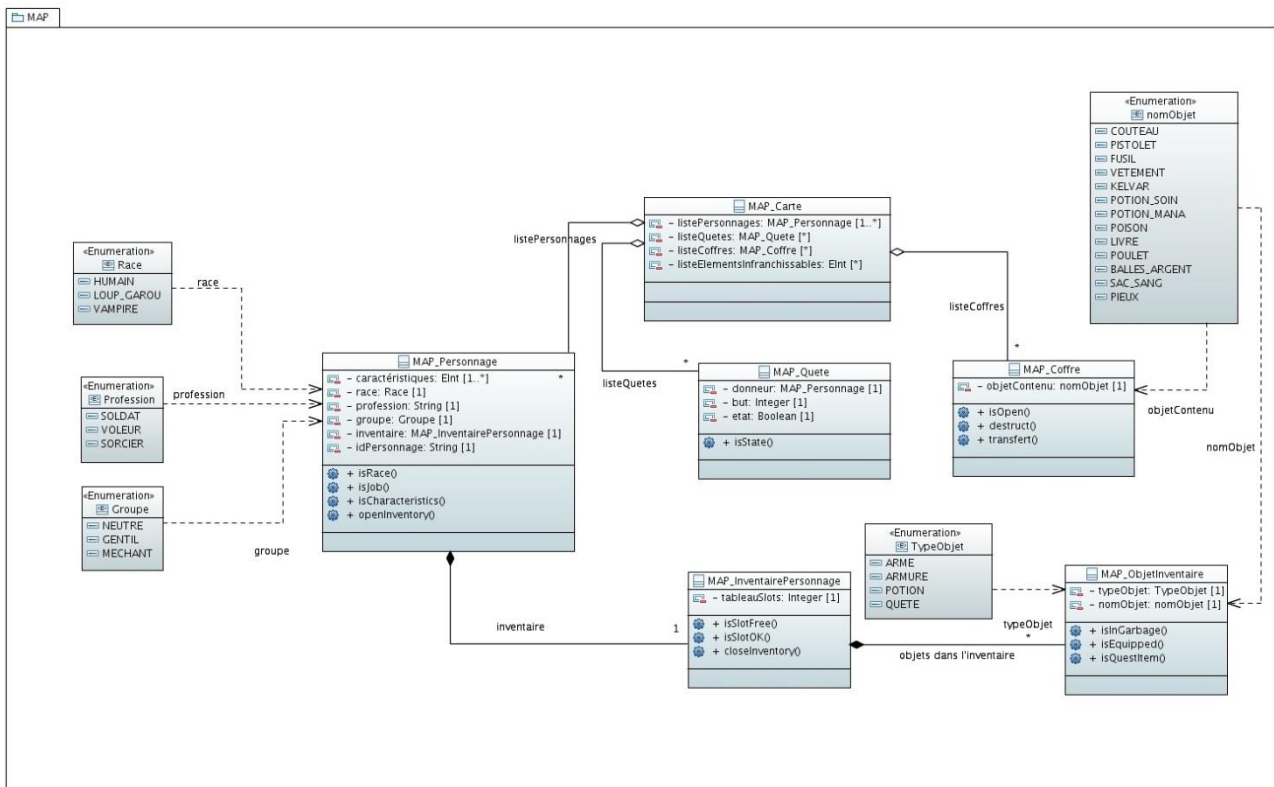 MAP
«Enumeration»
nomObjet
COUTEAU
PISTOLET
FUSIL
VETEMENT
KELVAR
POTION_SOIN
POTION_MANA
POISON
LIVRE
POULET
BALLES_ARGENT
SAC_SANG
PIEUX
MAP_Carte
– listePersonnages: MAP_Personnage [1..*]
– listeQuetes: MAP_Quete [*]
– listeCoffres: MAP_Coffre [*]
– listeElementsInfranchissables: EInt [*]
listePersonnages
«Enumeration»
Race
HUMAIN
LOUP_GAROU
VAMPIRE
race
listeCoffres
*
MAP_Personnage
– caractéristiques: EInt [1..*]
*
– race: Race [1]
– profession: String [1]
– groupe: Groupe [1]
– inventaire: MAP_InventairePersonnage [1]
– idPersonnage: String [1]
+ isRace()
+ isJob()
+ isCharacteristics()
+ openInventory()
*
listeQuetes
MAP_Quete
– donneur: MAP_Personnage [1]
– but: Integer [1]
– etat: Boolean [1]
+ isState()
MAP_Coffre
– objetContenu: nomObjet [1]
+ isOpen()
+ destruct()
+ transfert()
objetContenu
nomObjet
«Enumeration»
Profession
SOLDAT
VOLEUR
SORCIER
profession
«Enumeration»
Groupe
NEUTRE
GENTIL
MECHANT
groupe
«Enumeration»
TypeObjet
ARME
ARMURE
POTION
QUETE
typeObjet
*
MAP_InventairePersonnage
– tableauSlots: Integer [1]
+ isSlotFree()
+ isSlotOK()
+ closeInventory()
inventaire
1
objets dans l'inventaire
MAP_ObjetInventaire
– typeObjet: TypeObjet [1]
– nomObjet: nomObjet [1]
+ isInGarbage()
+ isEquipped()
+ isQuestItem()